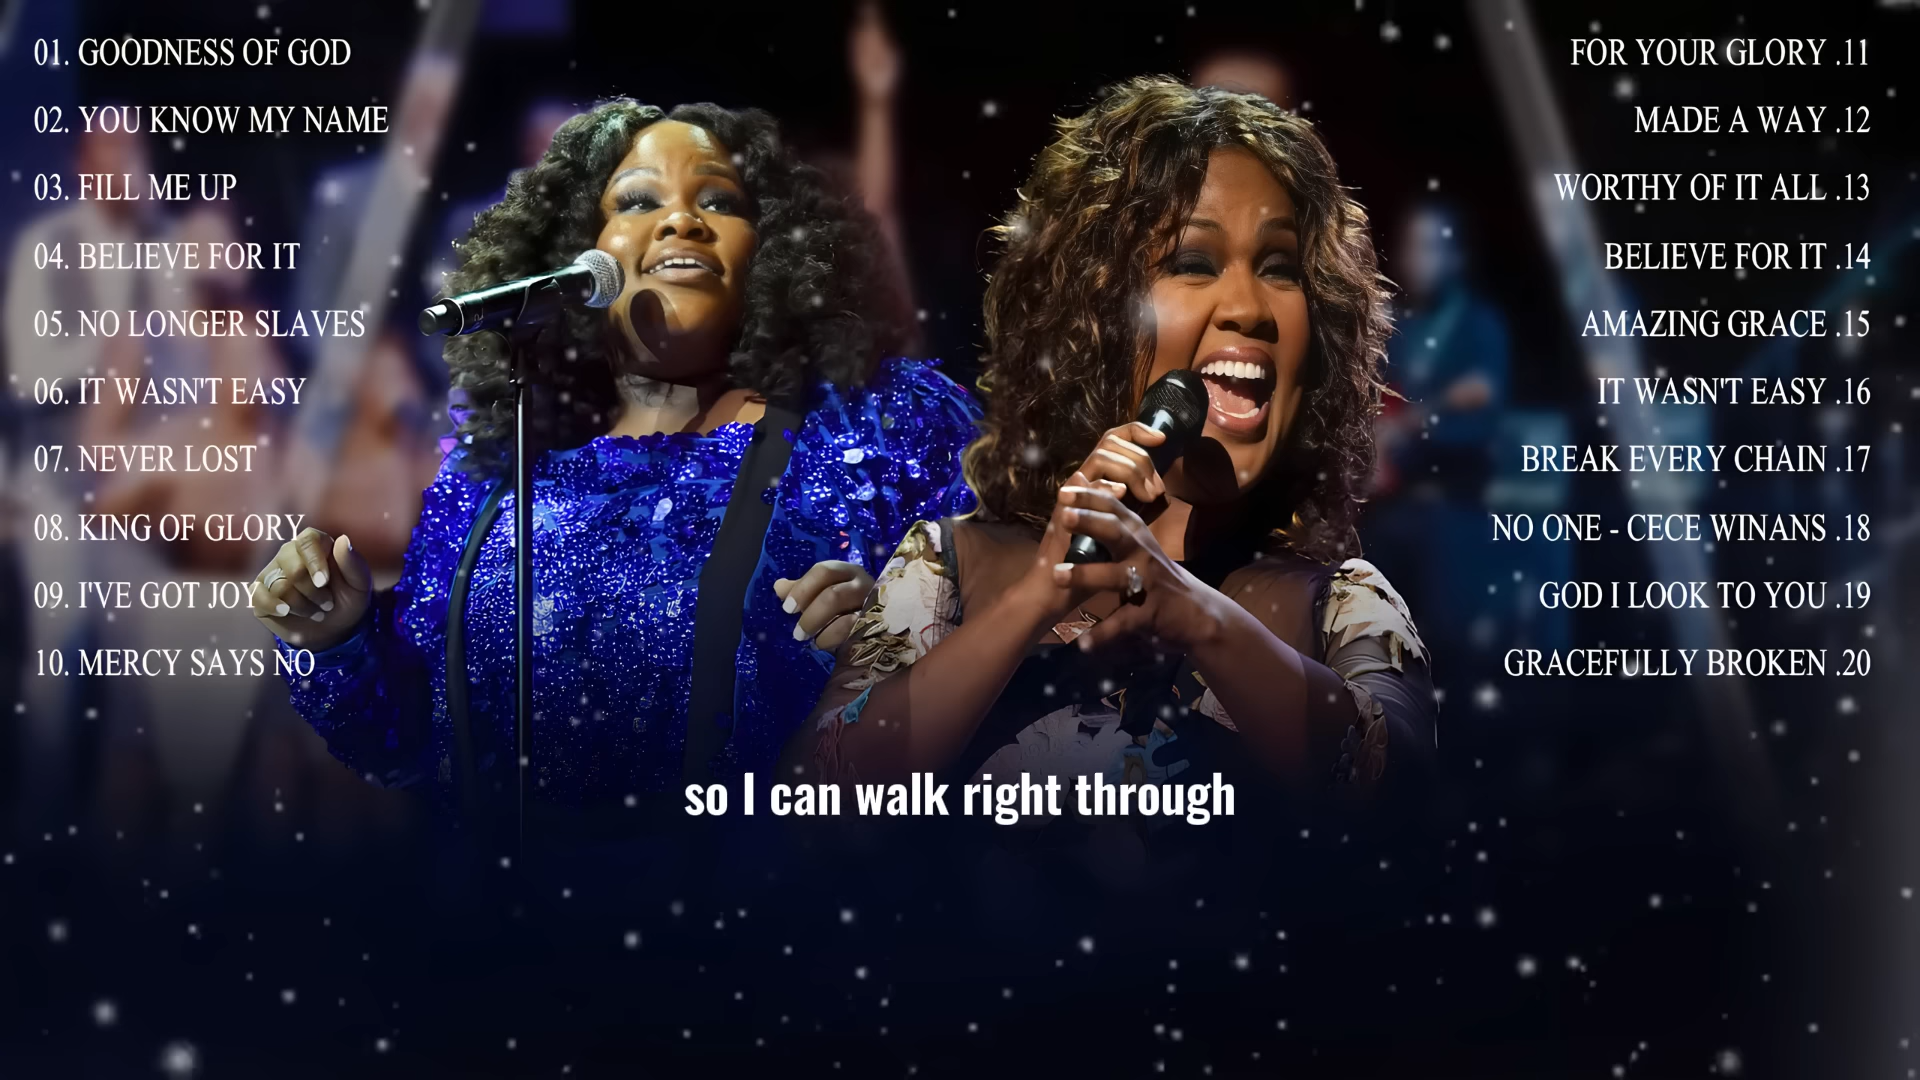 01. GOODNESS OF GOD
02. YOU KNOW MY NAME
03. FILL ME UP
04. BELIEVE FOR IT
05. NO LONGER SLAVES
06. IT WASN'T EASY
07. NEVER LOST
08. KING OF GLORY
09. I'VE GOT JOY
10. MERCY SAYS NO
FOR YOUR GLORY .11
MADE A WAY .12
WORTHY OF IT ALL .13
BELIEVE FOR IT .14
AMAZING GRACE .15
IT WASN'T EASY .16
BREAK EVERY CHAIN .17
NO ONE - CECE WINANS .18
GOD I LOOK TO YOU .19
GRACEFULLY BROKEN .20
so I can walk right through